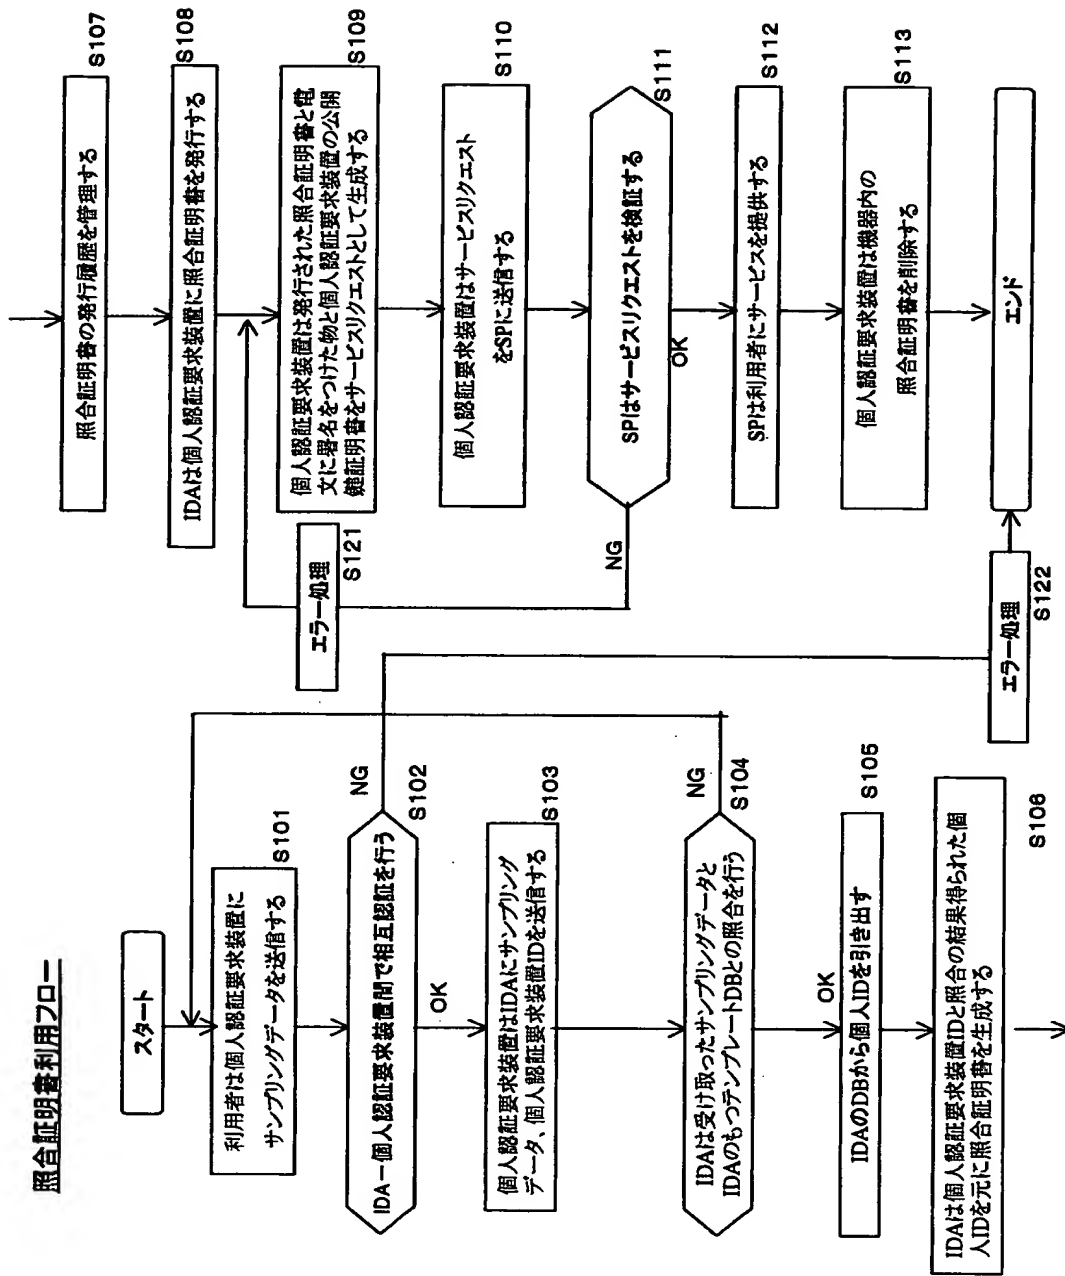 照合証明書利用フロー
スタート
利用者は個人認証要求装置に
サンプリングデータを送信する
S101
IDA－個人認証要求装置間で相互認証を行う
S102
NG
OK
個人認証要求装置はIDAにサンプリング
データ、個人認証要求装置IDを送信する
S103
IDAは受け取ったサンプリングデータと
IDAのもつテンプレートDBとの照合を行う
S104
NG
OK
IDAのDBから個人IDを引き出す
S105
IDAは個人認証要求装置IDと照合の結果得られた個
人IDを元に照合証明書を生成する
S106
照合証明書の発行履歴を管理する
S107
IDAは個人認証要求装置に照合証明書を発行する
S108
個人認証要求装置は発行された照合証明書と電
文に署名をつけた物と個人認証要求装置の公開
鍵証明書をサービスリクエストとして生成する
S109
個人認証要求装置はサービスリクエスト
をSPに送信する
S110
SPはサービスリクエストを検証する
S111
NG
OK
エラー処理
S121
SPは利用者にサービスを提供する
S112
個人認証要求装置は機器内の
照合証明書を削除する
S113
エラー処理
S122
エンド